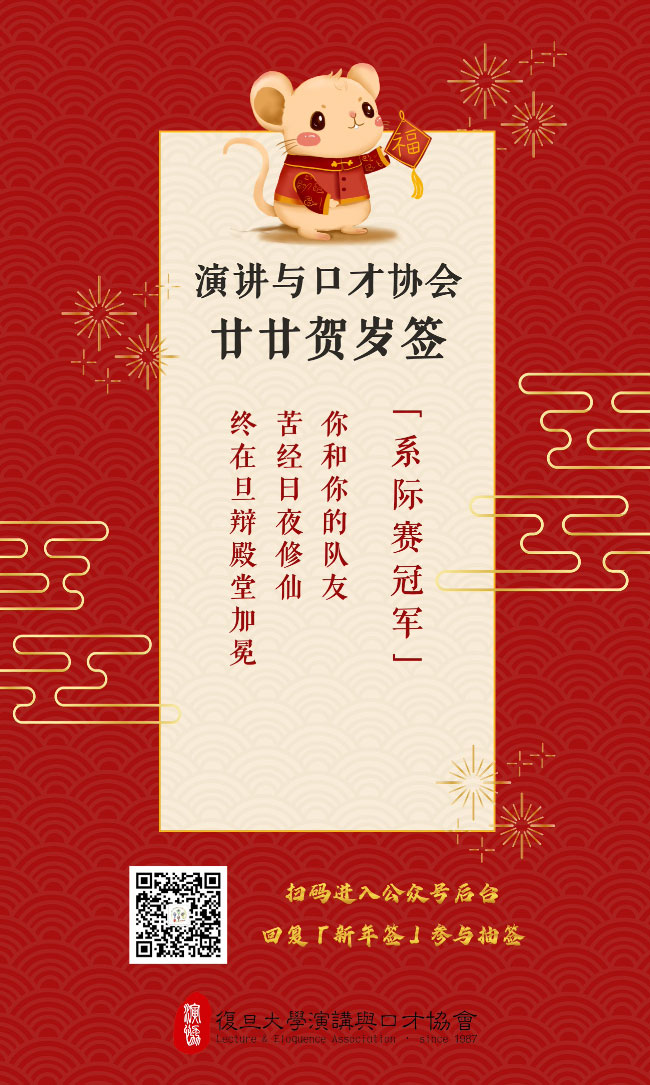 福
演讲与口才协会
廿廿贺岁签
「系际赛冠军」
你和你的队友
苦经日夜修仙
终在旦辩殿堂加冕
扫码进入公众号后台
回复「新年签」参与抽签
演協
復旦大學演講與口才協會
Lecture & Eloquence Association · since 1987